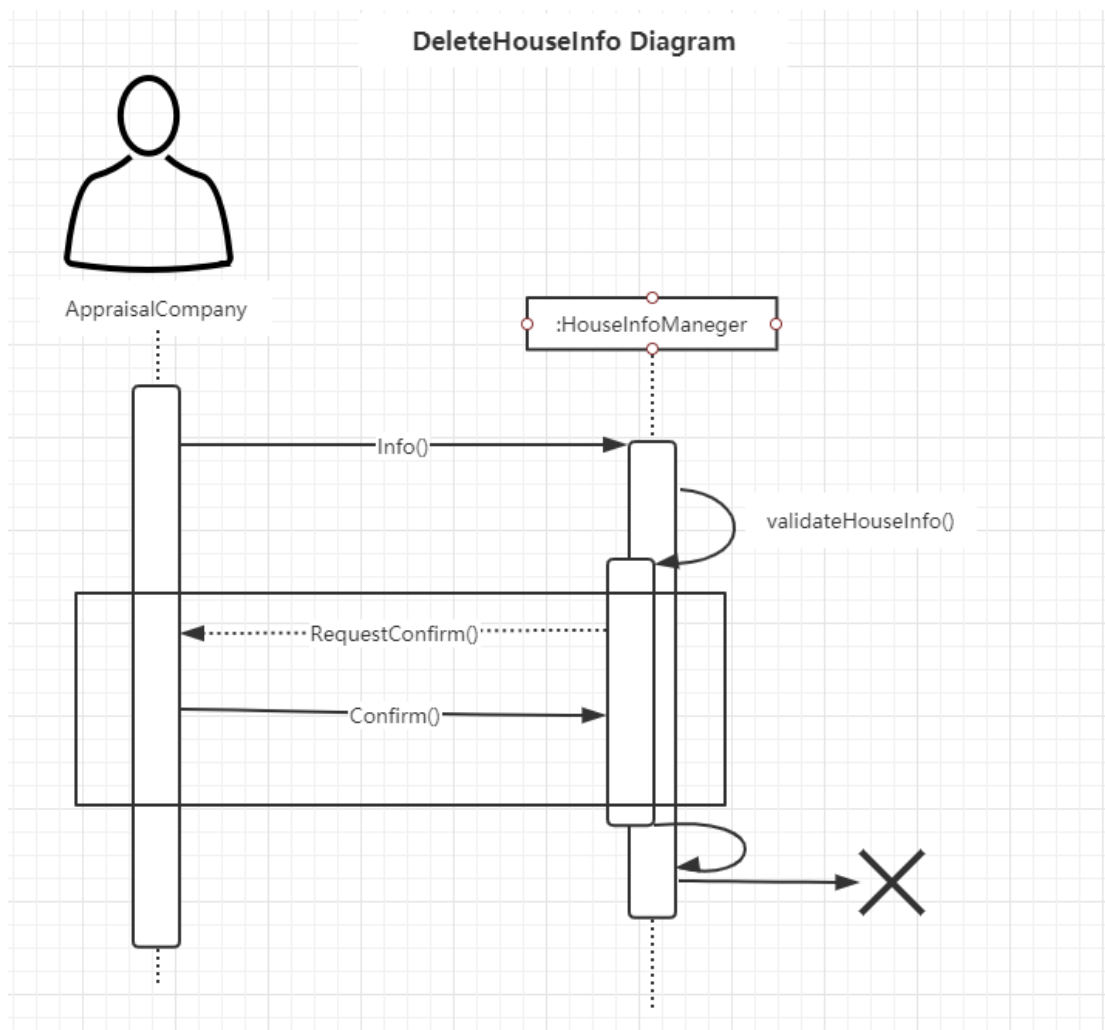 DeleteHouseInfo Diagram
AppraisalCompany
:HouseInfoManeger
Info()
validateHouseInfo()
RequestConfirm()
Confirm()